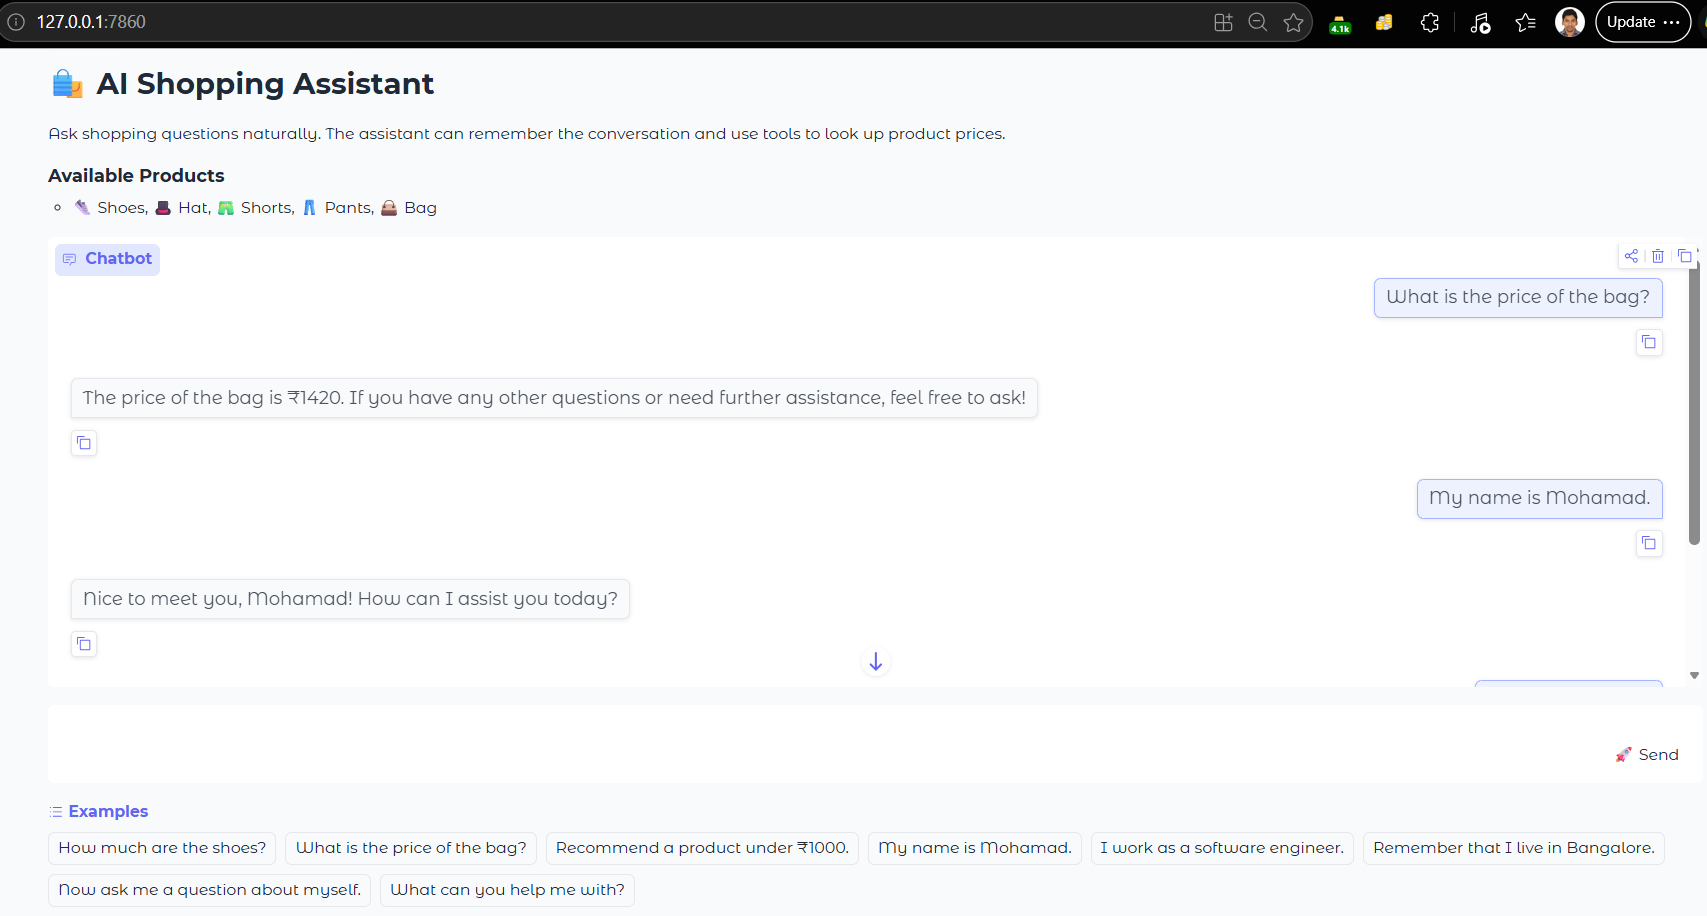 127.0.0.1:7860
4.1k
Update
AI Shopping Assistant
Ask shopping questions naturally. The assistant can remember the conversation and use tools to look up product prices.
Available Products
Shoes, Hat, Shorts, Pants, Bag
Chatbot
What is the price of the bag?
The price of the bag is ₹1420. If you have any other questions or need further assistance, feel free to ask!
My name is Mohamad.
Nice to meet you, Mohamad! How can I assist you today?
Send
Examples
How much are the shoes? What is the price of the bag? Recommend a product under ₹1000. My name is Mohamad. I work as a software engineer. Remember that I live in Bangalore.
Now ask me a question about myself. What can you help me with?